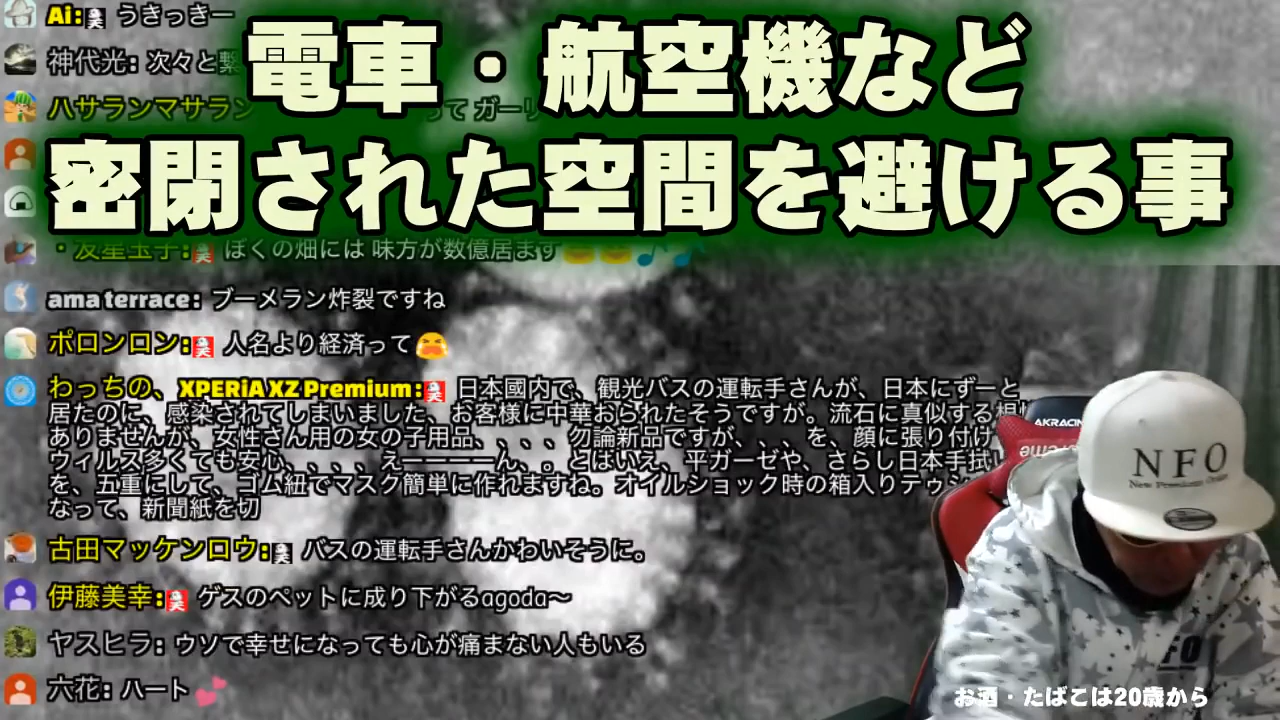 Ai: うきっきー
電車・航空機など
神代光: 次々と繋
ハサランマサラン
って ガーリ
密閉された空間を避ける事
・友星玉子: ぼくの畑には 味方が数億居ます
ama terrace: ブーメラン炸裂ですね
ポロンロン: 人名より経済って
わっちの、XPERiA XZ Premium: 日本國内で、観光バスの運転手さんが、日本にずーと
居たのに、感染されてしまいました、お客様に中華おられたそうですが。流石に真似する根
ありませんが、女性さん用の女の子用品、、、、勿論新品ですが、、、を、顔に張り付け
ウィルス多くても安心、、、、え━━━━ん、。とはいえ、平ガーゼや、さらし日本手拭い
を、五重にして、ゴム紐でマスク簡単に作れますね。オイルショック時の箱入りテゥシ
なって、新聞紙を切
古田マッケンロウ: バスの運転手さんかわいそうに。
伊藤美幸: ゲスのペットに成り下がるagoda〜
ヤスヒラ: ウソで幸せになっても心が痛まない人もいる
六花: ハート
AKRACING
NFO
New Freedom Order
FO
お酒・たばこは20歳から